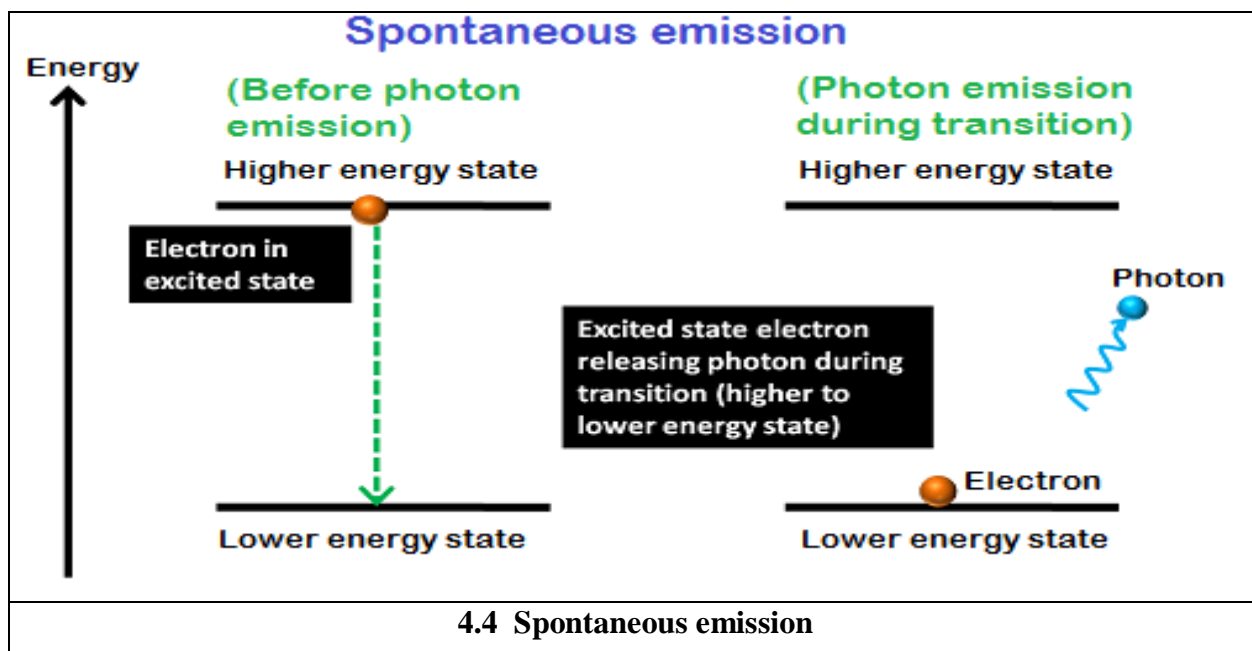 Spontaneous emission
Energy
(Before photon
emission)
Higher energy state
Electron in
excited state
Lower energy state
(Photon emission
during transition)
Higher energy state
Photon
Excited state electron
releasing photon during
transition (higher to
lower energy state)
Electron
Lower energy state
4.4 Spontaneous emission